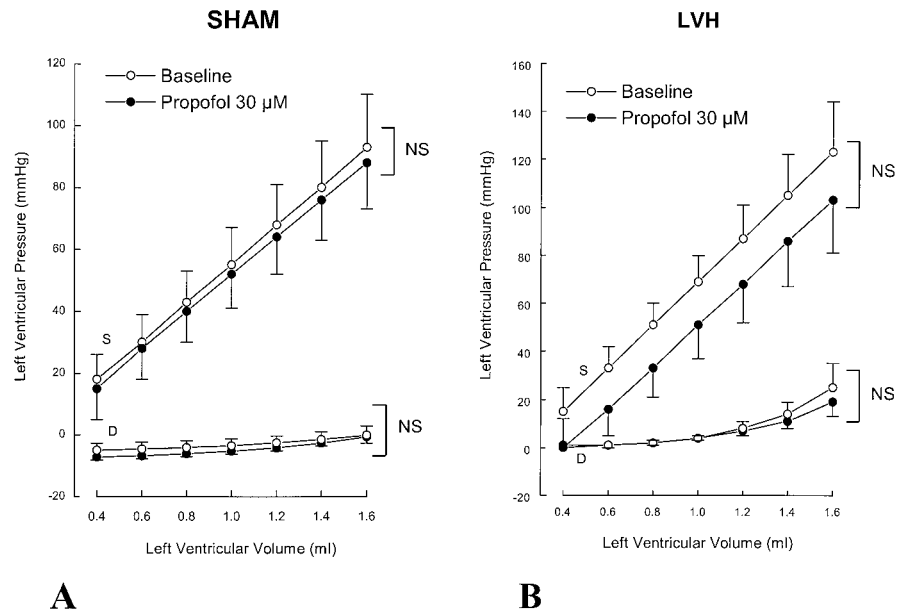 SHAM
120
100
80
60
40
20
0
-20
Left Ventricular Pressure (mmHg)
Baseline
Propofol 30 µM
S
D
NS
NS
0.4 0.6 0.8 1.0 1.2 1.4 1.6
Left Ventricular Volume (ml)
A
LVH
160
140
120
100
80
60
40
20
0
-20
Left Ventricular Pressure (mmHg)
Baseline
Propofol 30 µM
S
D
NS
NS
0.4 0.6 0.8 1.0 1.2 1.4 1.6
Left Ventricular Volume (ml)
B